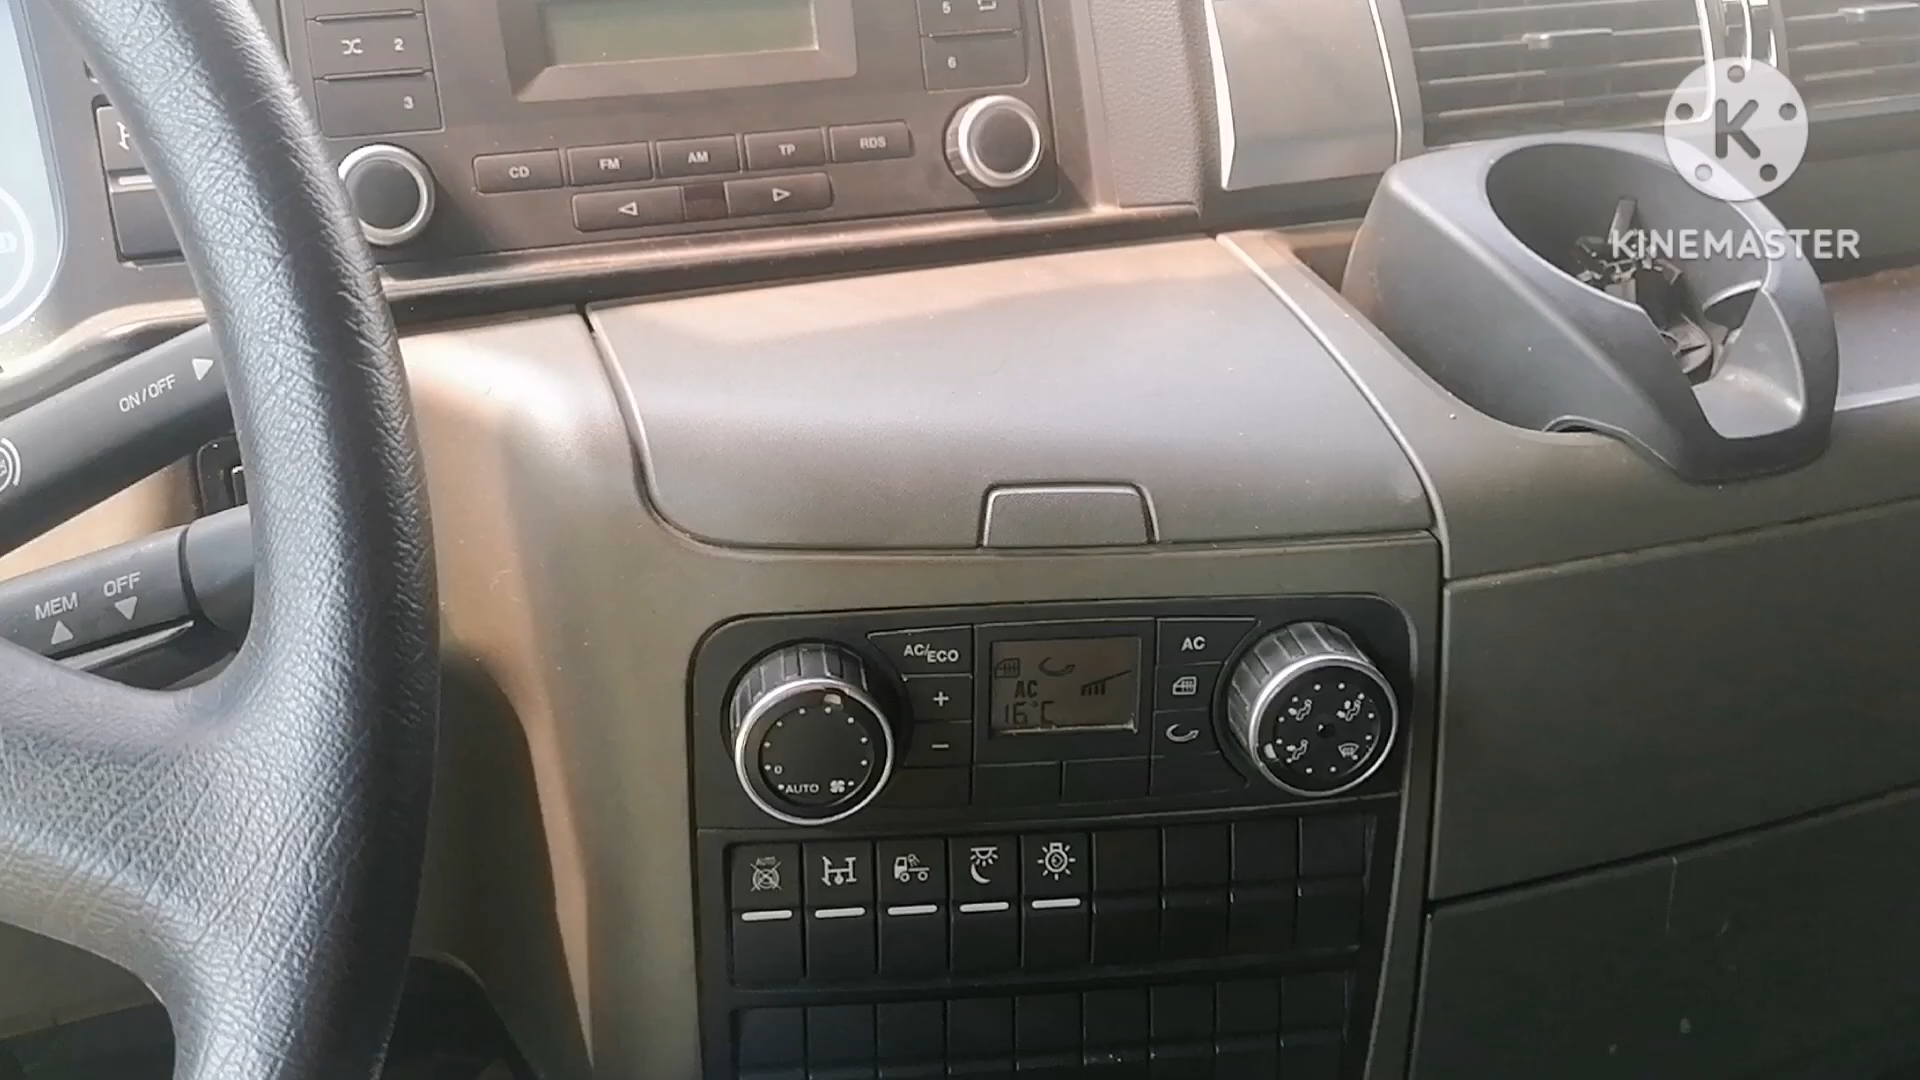 2
3
5
6
CD
FM
AM
TP
RDS
K
KINEMASTER
ON/OFF
MEM
OFF
AC/ECO
+
−
AC
16°C
AC
0
AUTO
AUTO